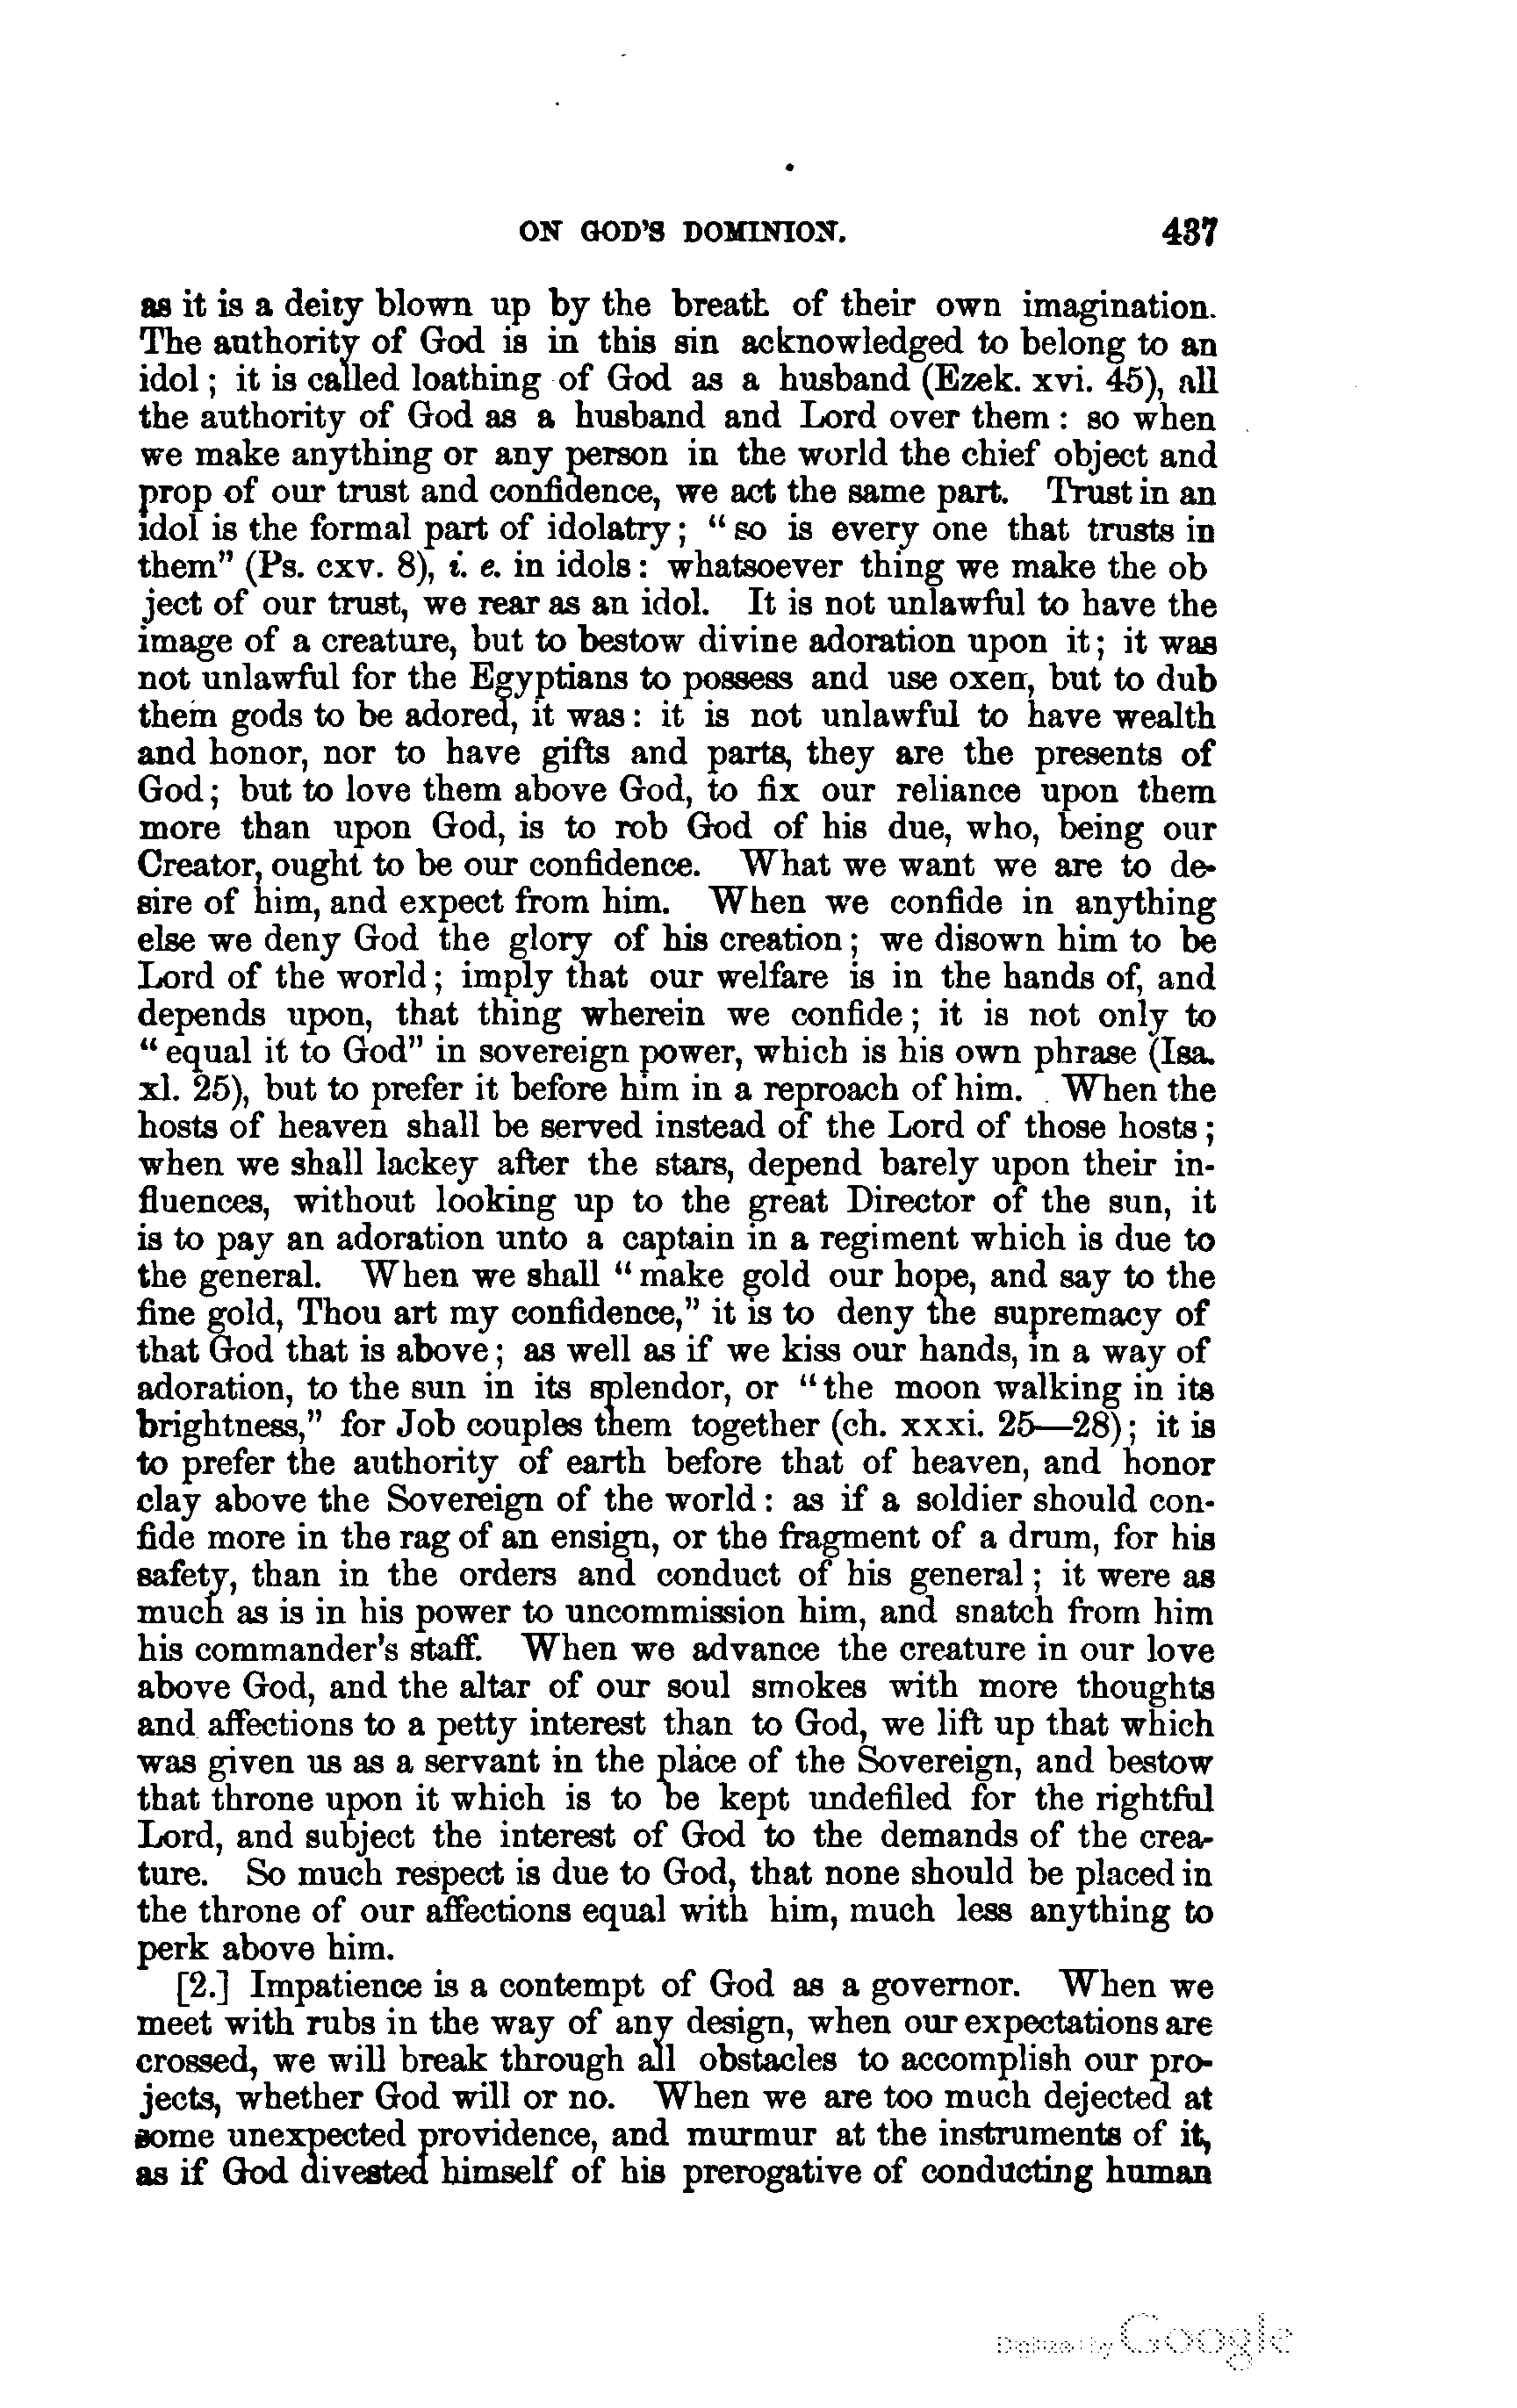 ON GOD'S DOMINION. 437
as it is a deity blown up by the breath of their own imagination.
The authority of God is in this sin acknowledged to belong to an
idol; it is called loathing of God as a husband (Ezek. xvi. 45), all
the authority of God as a husband and Lord over them: so when
we make anything or any person in the world the chief object and
prop of our trust and confidence, we act the same part. Trust in an
idol is the formal part of idolatry; "so is every one that trusts in
them" (Ps. cxv. 8), i. e. in idols: whatsoever thing we make the ob
ject of our trust, we rear as an idol. It is not unlawful to have the
image of a creature, but to bestow divine adoration upon it; it was
not unlawful for the Egyptians to possess and use oxen, but to dub
them gods to be adored, it was: it is not unlawful to have wealth
and honor, nor to have gifts and parts, they are the presents of
God; but to love them above God, to fix our reliance upon them
more than upon God, is to rob God of his due, who, being our
Creator, ought to be our confidence. What we want we are to de-
sire of him, and expect from him. When we confide in anything
else we deny God the glory of his creation; we disown him to be
Lord of the world; imply that our welfare is in the hands of, and
depends upon, that thing wherein we confide; it is not only to
"equal it to God" in sovereign power, which is his own phrase (Isa.
xl. 25), but to prefer it before him in a reproach of him. When the
hosts of heaven shall be served instead of the Lord of those hosts;
when we shall lackey after the stars, depend barely upon their in-
fluences, without looking up to the great Director of the sun, it
is to pay an adoration unto a captain in a regiment which is due to
the general. When we shall "make gold our hope, and say to the
fine gold, Thou art my confidence," it is to deny the supremacy of
that God that is above; as well as if we kiss our hands, in a way of
adoration, to the sun in its splendor, or "the moon walking in its
brightness," for Job couples them together (ch. xxxi. 25—28); it is
to prefer the authority of earth before that of heaven, and honor
clay above the Sovereign of the world: as if a soldier should con-
fide more in the rag of an ensign, or the fragment of a drum, for his
safety, than in the orders and conduct of his general; it were as
much as is in his power to uncommission him, and snatch from him
his commander's staff. When we advance the creature in our love
above God, and the altar of our soul smokes with more thoughts
and affections to a petty interest than to God, we lift up that which
was given us as a servant in the place of the Sovereign, and bestow
that throne upon it which is to be kept undefiled for the rightful
Lord, and subject the interest of God to the demands of the crea-
ture. So much respect is due to God, that none should be placed in
the throne of our affections equal with him, much less anything to
perk above him.
[2.] Impatience is a contempt of God as a governor. When we
meet with rubs in the way of any design, when our expectations are
crossed, we will break through all obstacles to accomplish our pro-
jects, whether God will or no. When we are too much dejected at
some unexpected providence, and murmur at the instruments of it,
as if God divested himself of his prerogative of conducting human
Digitized by Google